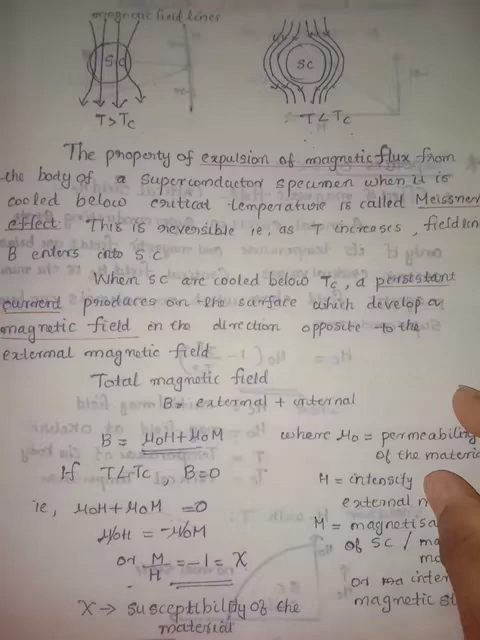 magnetic field lines
SC
SC
T > Tc
T < Tc
The property of expulsion of magnetic flux from
the body of a superconductor specimen when it is
cooled below critical temperature is called Meissner
effect. This is reversible ie, as T increases, field
B enters into SC
When SC are cooled below Tc, a persistant
current produces on the surface which develop a
magnetic field in the direction opposite to the
external magnetic field
Total magnetic field
B = external + internal
B = μ0H + μ0M
where μ0 = permeability
of the material
If T < Tc, B = 0
H = intensity
external
ie, μ0H + μ0M = 0
M = magnetisa
μ0H = -μ0M
of SC /
or M/H = -1 = X
or
X → susceptibility of the
magnetic
material